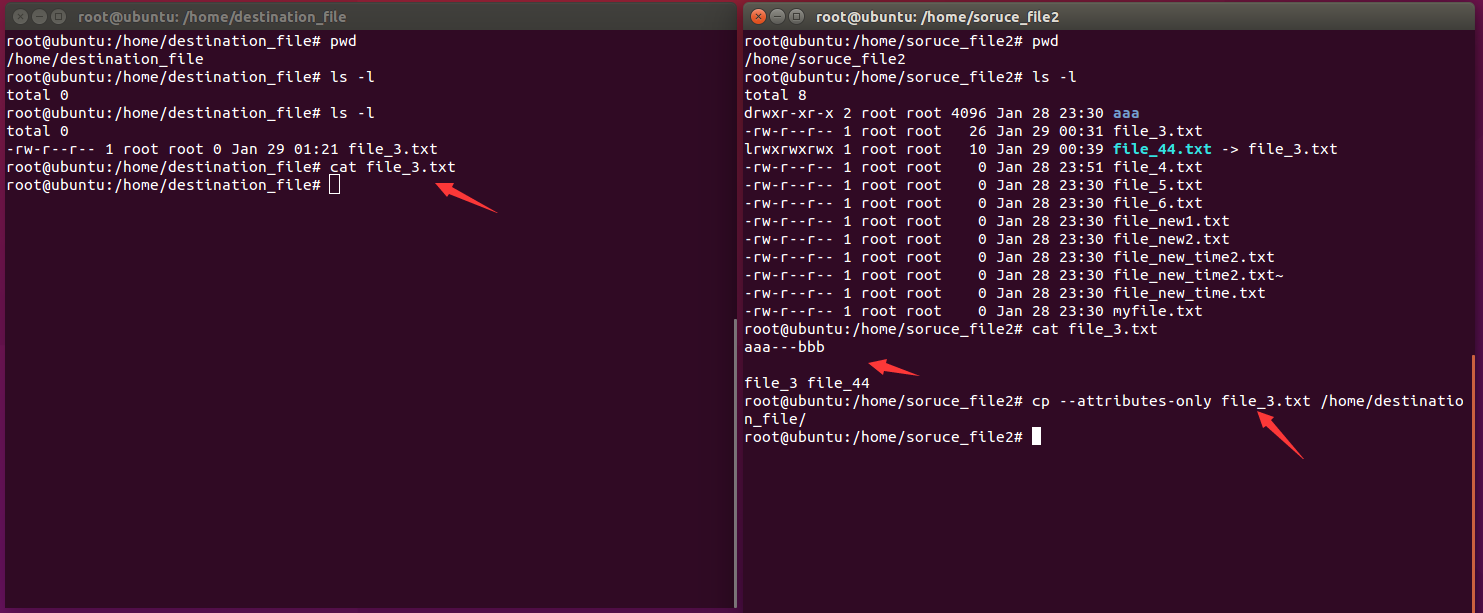 root@ubuntu: /home/destination_file
root@ubuntu:/home/destination_file# pwd
/home/destination_file
root@ubuntu:/home/destination_file# ls -l
total 0
root@ubuntu:/home/destination_file# ls -l
total 0
-rw-r--r-- 1 root root 0 Jan 29 01:21 file_3.txt
root@ubuntu:/home/destination_file# cat file_3.txt
root@ubuntu:/home/destination_file#
root@ubuntu: /home/soruce_file2
root@ubuntu:/home/soruce_file2# pwd
/home/soruce_file2
root@ubuntu:/home/soruce_file2# ls -l
total 8
drwxr-xr-x 2 root root 4096 Jan 28 23:30 aaa
-rw-r--r-- 1 root root   26 Jan 29 00:31 file_3.txt
lrwxrwxrwx 1 root root   10 Jan 29 00:39 file_44.txt -> file_3.txt
-rw-r--r-- 1 root root    0 Jan 28 23:51 file_4.txt
-rw-r--r-- 1 root root    0 Jan 28 23:30 file_5.txt
-rw-r--r-- 1 root root    0 Jan 28 23:30 file_6.txt
-rw-r--r-- 1 root root    0 Jan 28 23:30 file_new1.txt
-rw-r--r-- 1 root root    0 Jan 28 23:30 file_new2.txt
-rw-r--r-- 1 root root    0 Jan 28 23:30 file_new_time2.txt
-rw-r--r-- 1 root root    0 Jan 28 23:30 file_new_time2.txt~
-rw-r--r-- 1 root root    0 Jan 28 23:30 file_new_time.txt
-rw-r--r-- 1 root root    0 Jan 28 23:30 myfile.txt
root@ubuntu:/home/soruce_file2# cat file_3.txt
aaa---bbb
file_3 file_44
root@ubuntu:/home/soruce_file2# cp --attributes-only file_3.txt /home/destinatio
n_file/
root@ubuntu:/home/soruce_file2#